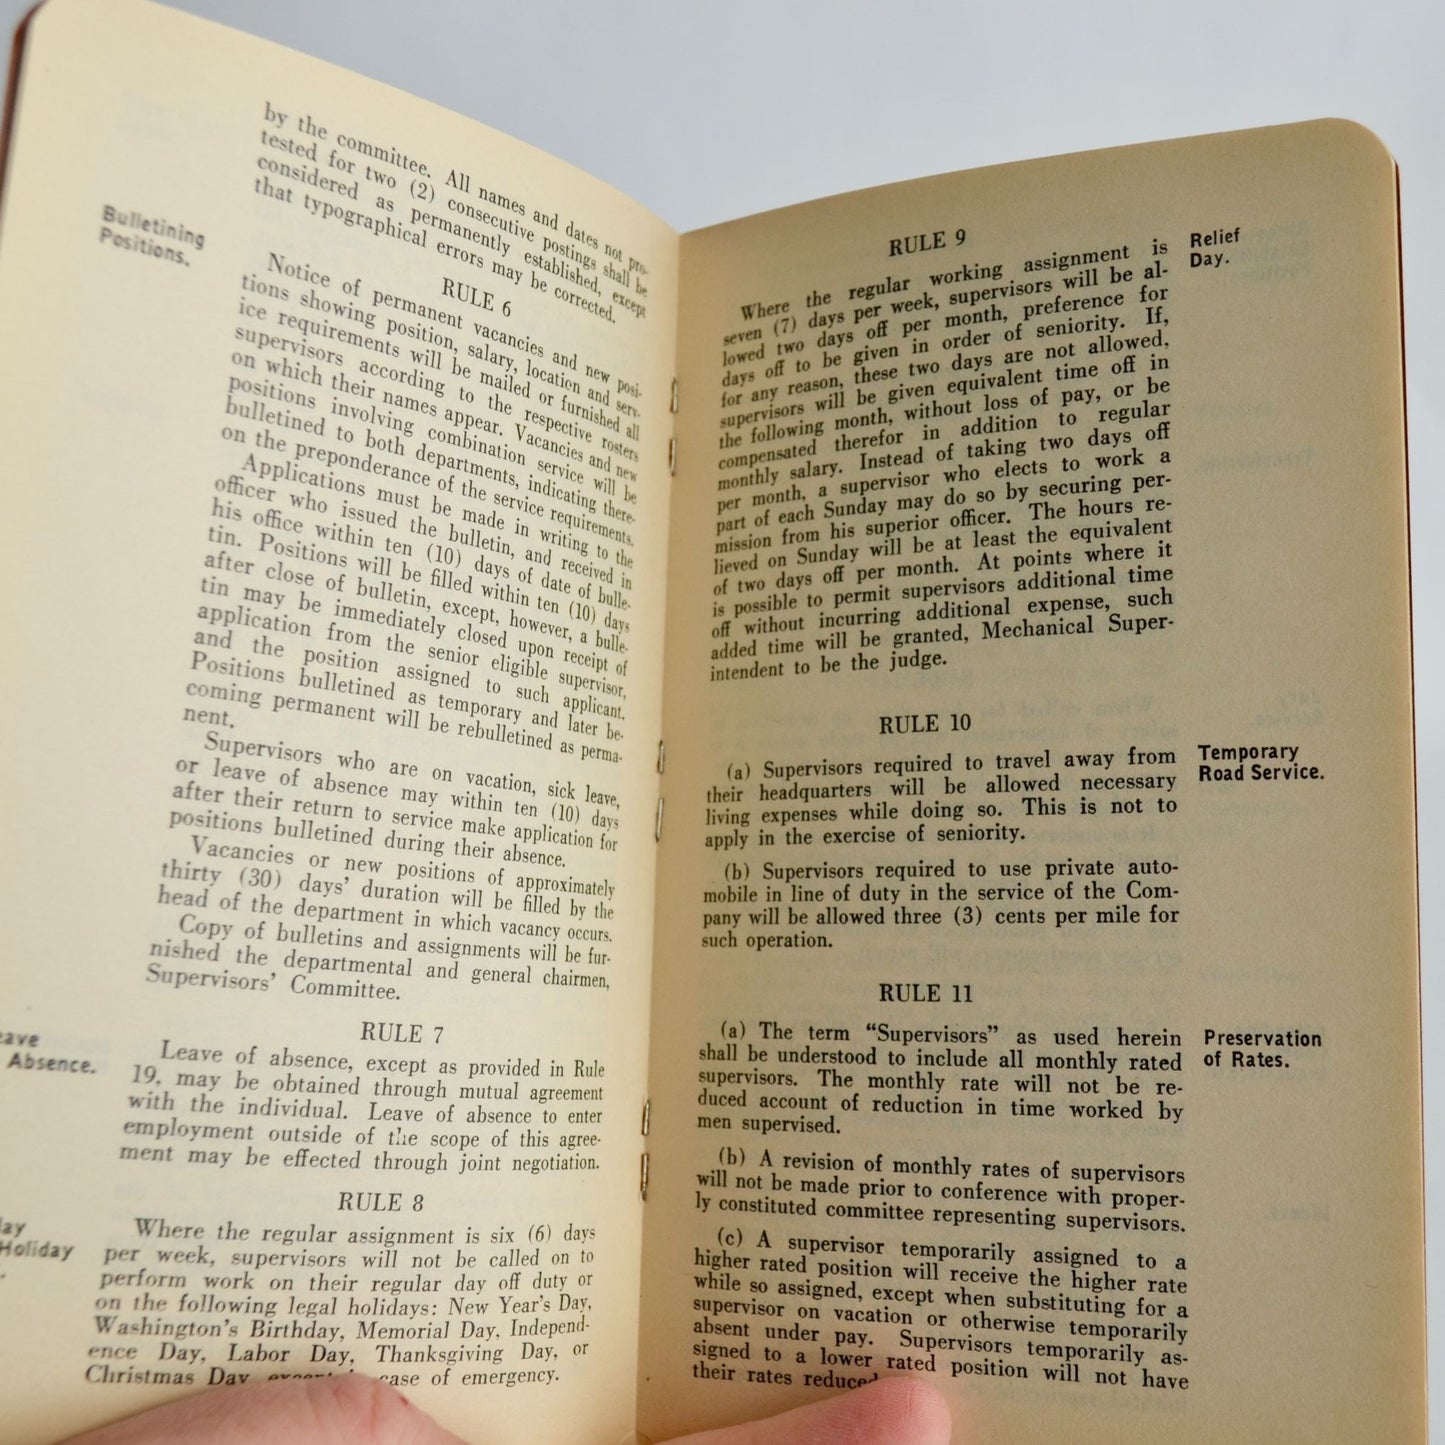 by the committee. All names and dates not pro-
tested for two (2) consecutive postings shall be
considered as permanently established, except
that typographical errors may be corrected.
Bulletining
Positions.
RULE 6
Notice of permanent vacancies and new posi-
tions showing position, salary, location and serv-
ice requirements will be mailed or furnished all
supervisors according to the respective rosters
on which their names appear. Vacancies and new
positions involving combination service will be
bulletined to both departments, indicating there-
on the preponderance of the service requirements.
Applications must be made in writing to the
officer who issued the bulletin, and received in
his office within ten (10) days of date of bulle-
tin. Positions will be filled within ten (10) days
after close of bulletin, except, however, a bulle-
tin may be immediately closed upon receipt of
application from the senior eligible supervisor,
and the position assigned to such applicant.
Positions bulletined as temporary and later be-
coming permanent will be rebulletined as perma-
nent.
Supervisors who are on vacation, sick leave,
or leave of absence may within ten (10) days
after their return to service make application for
positions bulletined during their absence.
Vacancies or new positions of approximately
thirty (30) days' duration will be filled by the
head of the department in which vacancy occurs.
Copy of bulletins and assignments will be fur-
nished the departmental and general chairmen,
Supervisors' Committee.
RULE 7
eave
Absence.
Leave of absence, except as provided in Rule
19, may be obtained through mutual agreement
with the individual. Leave of absence to enter
employment outside of the scope of this agree-
ment may be effected through joint negotiation.
RULE 8
day
Holiday
Where the regular assignment is six (6) days
per week, supervisors will not be called on to
perform work on their regular day off duty or
on the following legal holidays: New Year's Day,
Washington's Birthday, Memorial Day, Independ-
ence Day, Labor Day, Thanksgiving Day, or
Christmas Day, except in case of emergency.
RULE 9
Relief
Day.
Where the regular working assignment is
seven (7) days per week, supervisors will be al-
lowed two days off per month, preference for
days off to be given in order of seniority. If,
for any reason, these two days are not allowed,
supervisors will be given equivalent time off in
the following month, without loss of pay, or be
compensated therefor in addition to regular
monthly salary. Instead of taking two days off
per month, a supervisor who elects to work a
part of each Sunday may do so by securing per-
mission from his superior officer. The hours re-
lieved on Sunday will be at least the equivalent
of two days off per month. At points where it
is possible to permit supervisors additional time
off without incurring additional expense, such
added time will be granted, Mechanical Super-
intendent to be the judge.
RULE 10
Temporary
Road Service.
(a) Supervisors required to travel away from
their headquarters will be allowed necessary
living expenses while doing so. This is not to
apply in the exercise of seniority.
(b) Supervisors required to use private auto-
mobile in line of duty in the service of the Com-
pany will be allowed three (3) cents per mile for
such operation.
RULE 11
Preservation
of Rates.
(a) The term “Supervisors” as used herein
shall be understood to include all monthly rated
supervisors. The monthly rate will not be re-
duced account of reduction in time worked by
men supervised.
(b) A revision of monthly rates of supervisors
will not be made prior to conference with proper-
ly constituted committee representing supervisors.
(c) A supervisor temporarily assigned to a
higher rated position will receive the higher rate
while so assigned, except when substituting for a
supervisor on vacation or otherwise temporarily
absent under pay. Supervisors temporarily as-
signed to a lower rated position will not have
their rates reduced